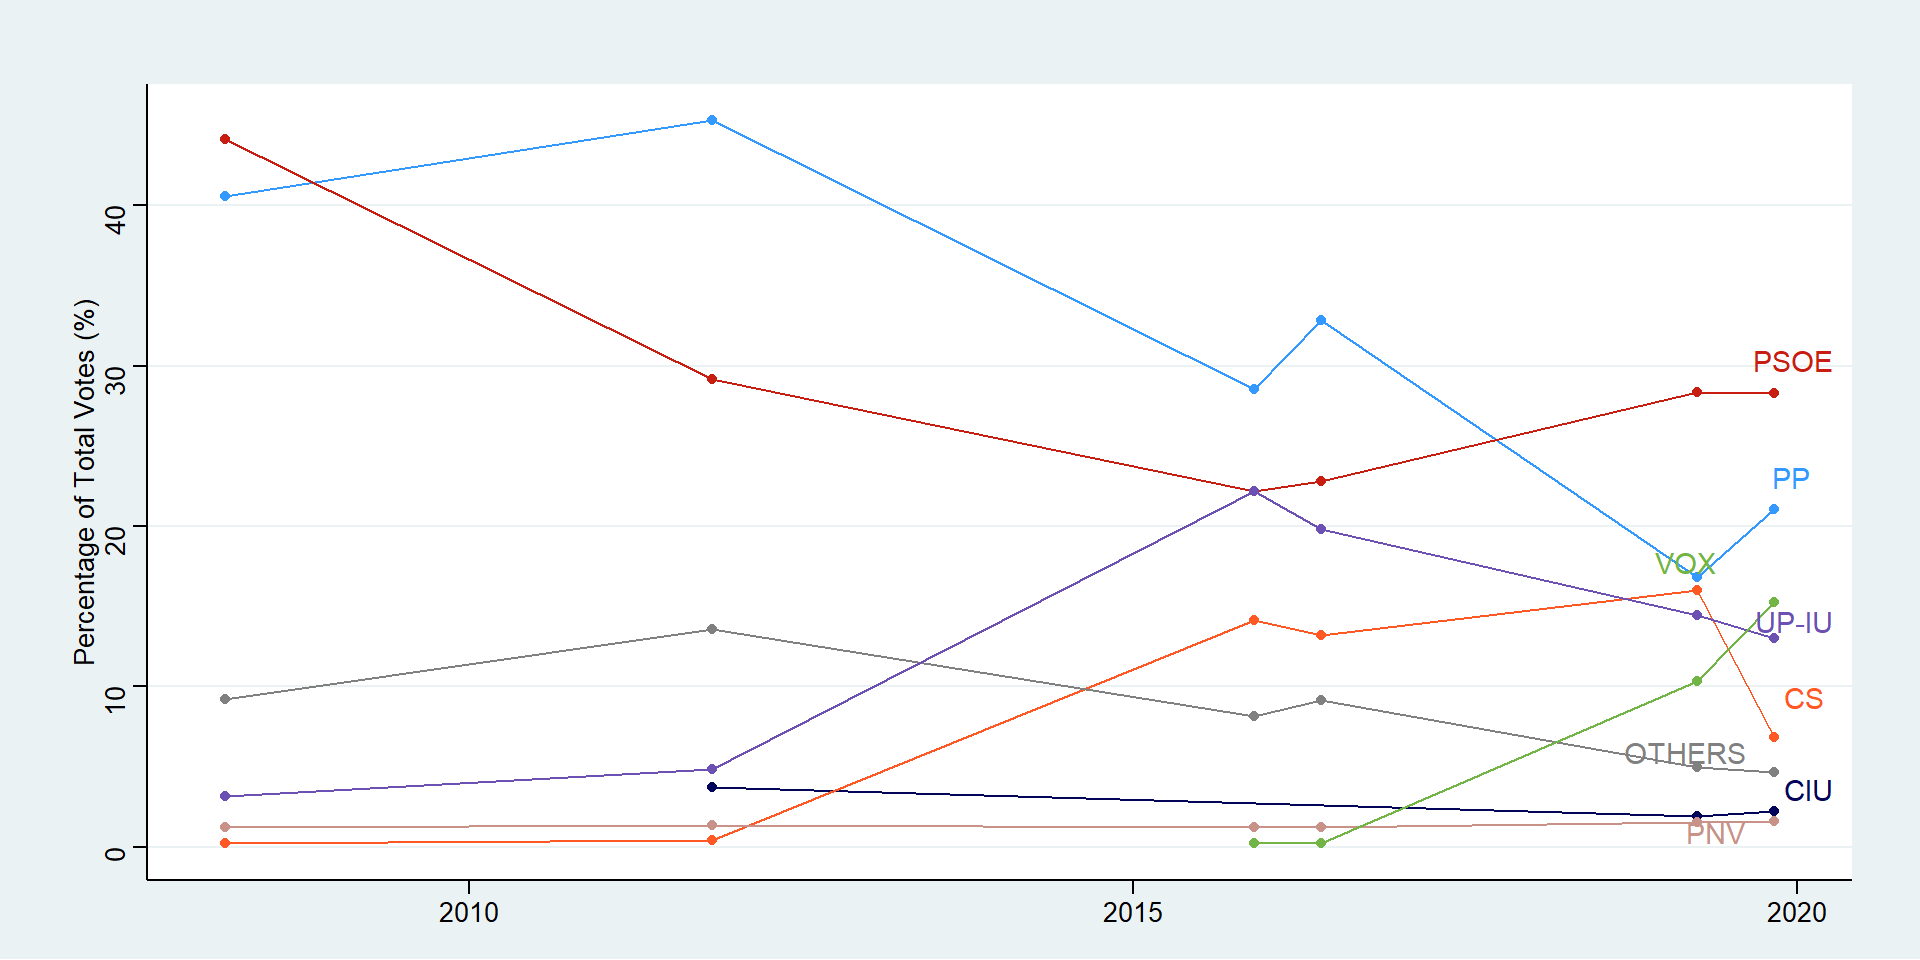 Percentage of Total Votes (%)
40
30
20
10
0
PSOE
PP
VOX
UP-IU
CS
OTHERS
CIU
PNV
2010
2015
2020